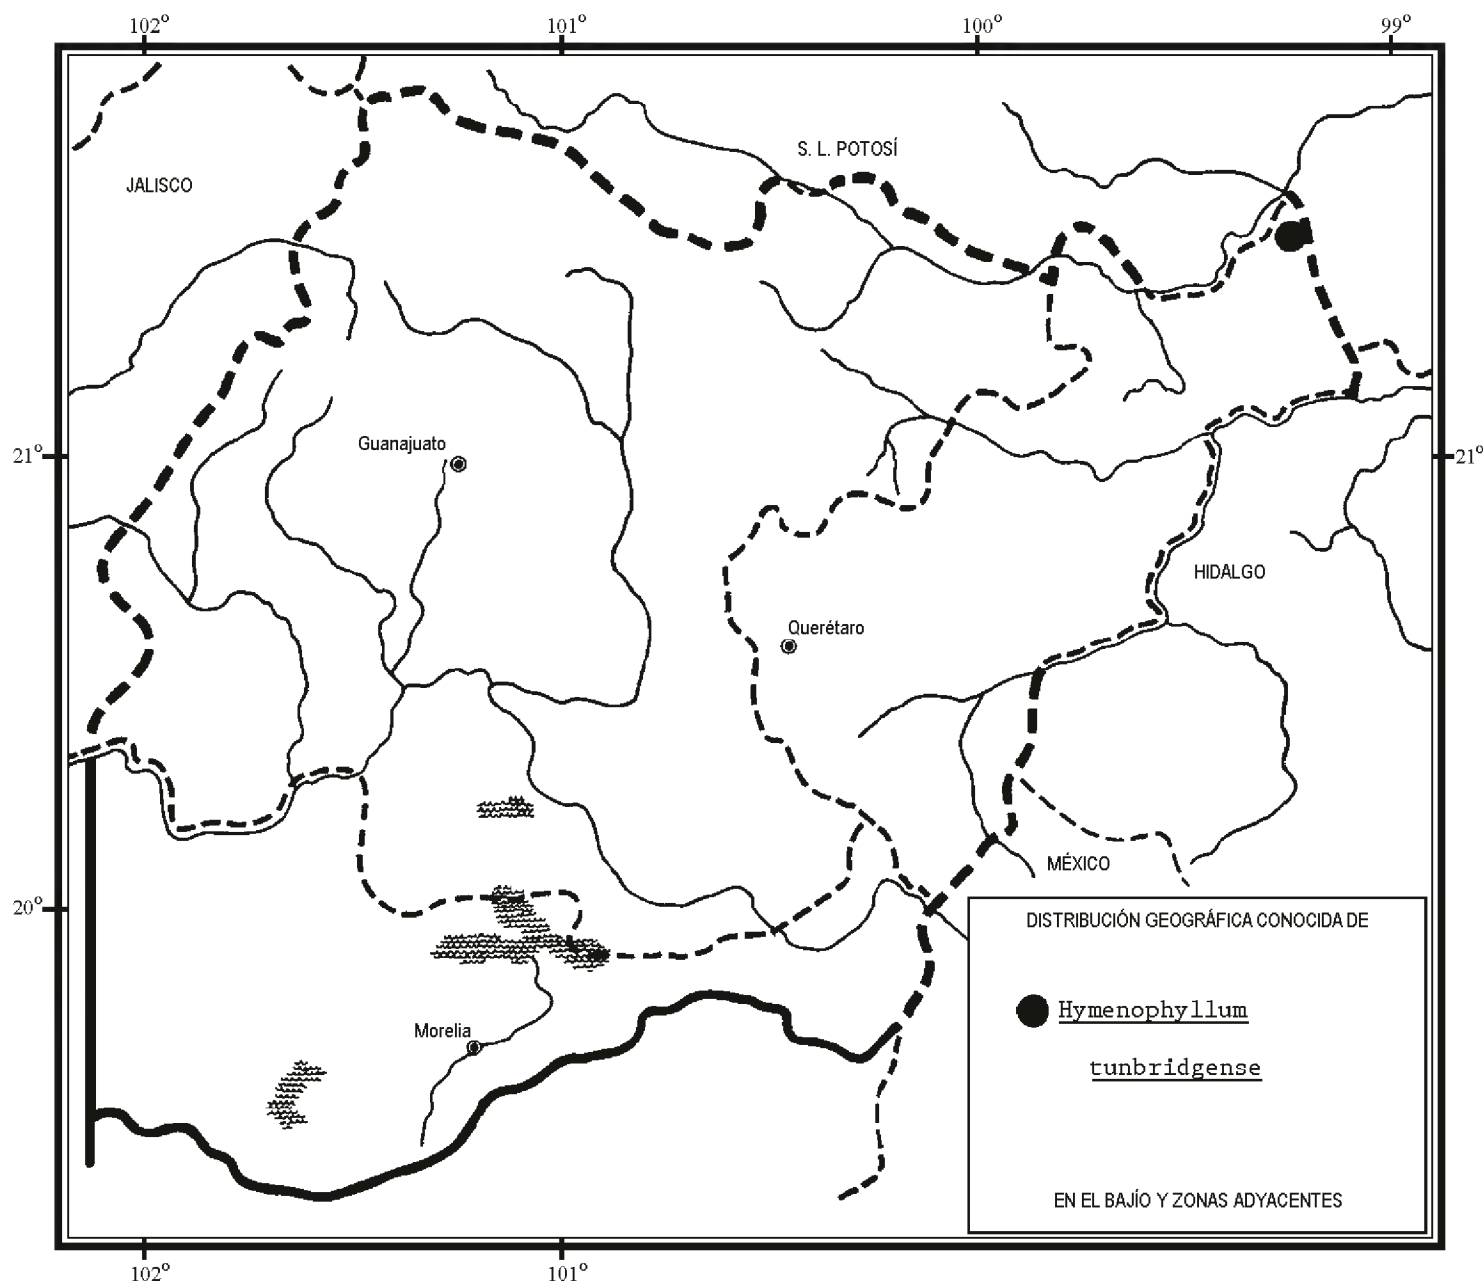 102° 101° 100° 99°
S. L. POTOSÍ
JALISCO
Guanajuato
21° 21°
HIDALGO
Querétaro
MÉXICO
20°
DISTRIBUCIÓN GEOGRÁFICA CONOCIDA DE
Hymenophyllum
Morelia
tunbridgense
EN EL BAJÍO Y ZONAS ADYACENTES
102° 101°